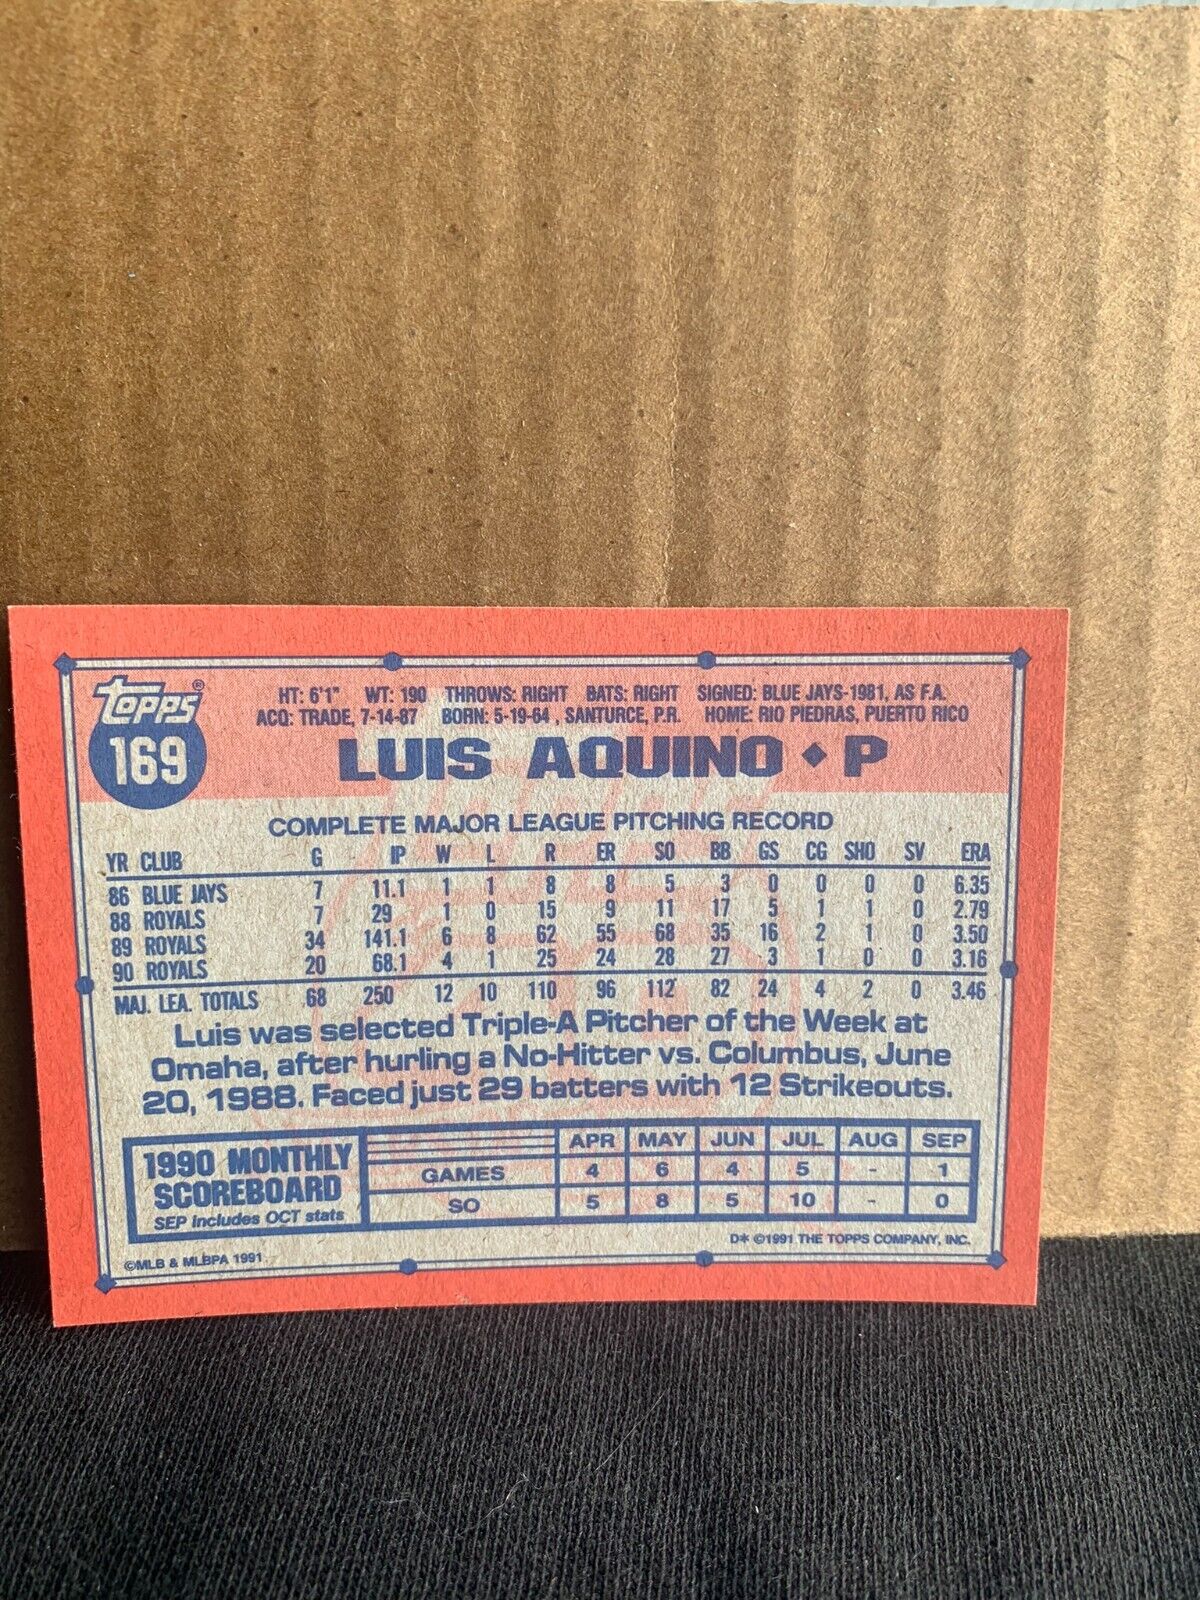 topps®
169
HT: 6'1" WT: 190 THROWS: RIGHT BATS: RIGHT SIGNED: BLUE JAYS-1981, AS F.A.
ACQ: TRADE, 7-14-87 BORN: 5-19-64 , SANTURCE, P.R. HOME: RIO PIEDRAS, PUERTO RICO
LUIS AQUINO ♦ P
COMPLETE MAJOR LEAGUE PITCHING RECORD
YR CLUB G IP W L R ER SO BB GS CG SHO SV ERA
86 BLUE JAYS 7 11.1 1 1 8 8 5 3 0 0 0 0 6.35
88 ROYALS 7 29 1 0 15 9 11 17 5 1 1 0 2.79
89 ROYALS 34 141.1 6 8 62 55 68 35 16 2 1 0 3.50
90 ROYALS 20 68.1 4 1 25 24 28 27 3 1 0 0 3.16
MAJ. LEA. TOTALS 68 250 12 10 110 96 112 82 24 4 2 0 3.46
Luis was selected Triple-A Pitcher of the Week at
Omaha, after hurling a No-Hitter vs. Columbus, June
20, 1988. Faced just 29 batters with 12 Strikeouts.
1990 MONTHLY
SCOREBOARD
SEP includes OCT stats
APR MAY JUN JUL AUG SEP
GAMES 4 6 4 5 - 1
SO 5 8 5 10 - 0
©MLB & MLBPA 1991
D* ©1991 THE TOPPS COMPANY, INC.